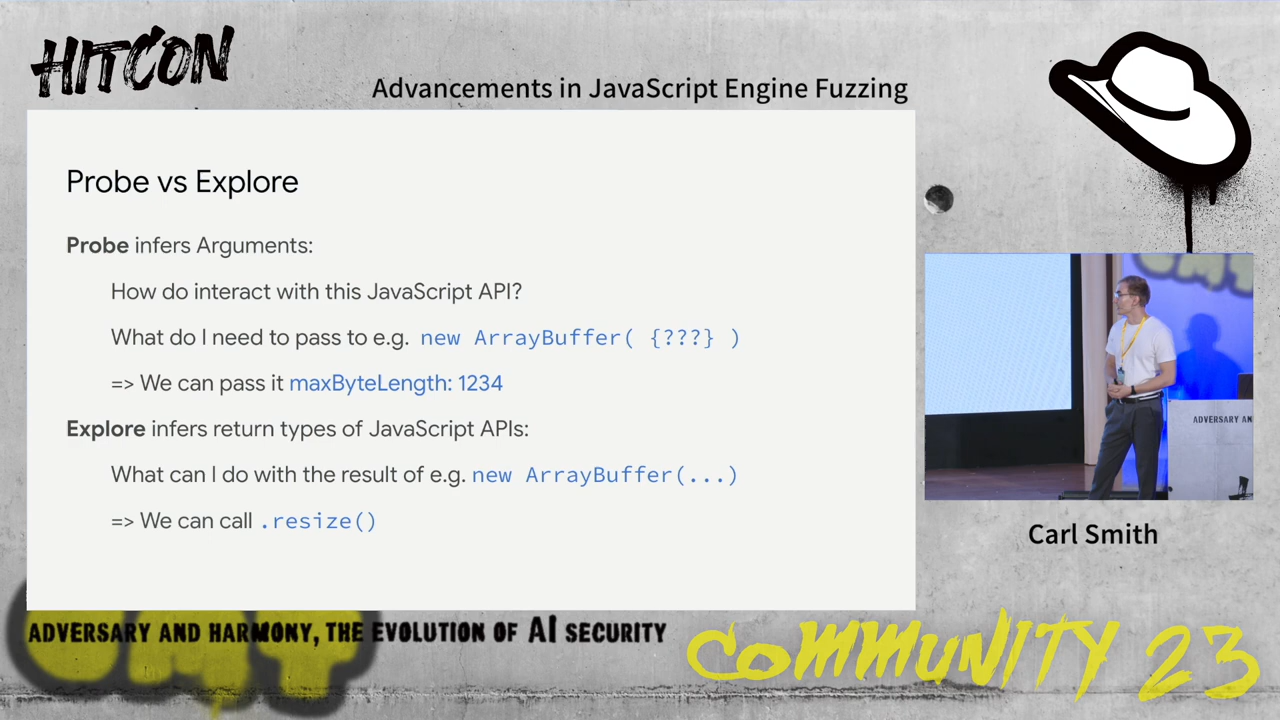 HITCON
Advancements in JavaScript Engine Fuzzing
Probe vs Explore
Probe infers Arguments:
How do interact with this JavaScript API?
What do I need to pass to e.g. new ArrayBuffer( {???} )
=> We can pass it maxByteLength: 1234
Explore infers return types of JavaScript APIs:
What can I do with the result of e.g. new ArrayBuffer(...)
=> We can call .resize()
ADVERSARY AN
Carl Smith
CMT
ADVERSARY AND HARMONY, THE EVOLUTION OF AI SECURITY
COMMUNITY 23